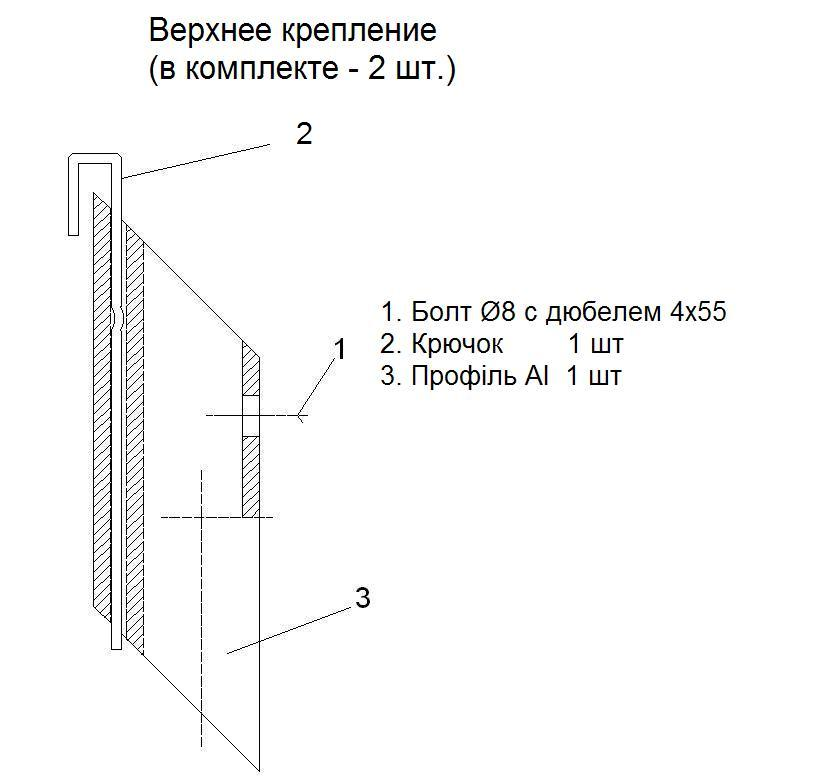 Верхнее крепление
(в комплекте - 2 шт.)
2
1. Болт Ø8 с дюбелем 4x55
2. Крючок 1 шт
1
3. Профіль Al 1 шт
3